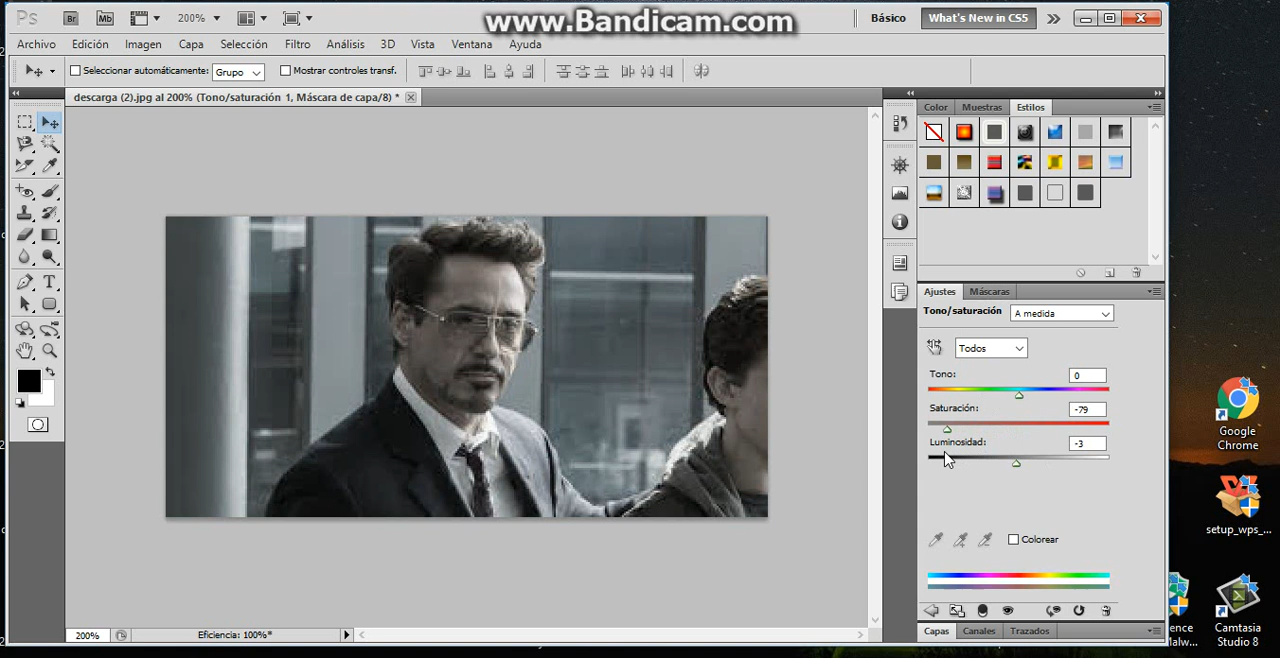 www.Bandicam.com
Ps Br Mb 200% Básico What's New in CS5
Archivo Edición Imagen Capa Selección Filtro Análisis 3D Vista Ventana Ayuda
Seleccionar automáticamente: Grupo Mostrar controles transf.
descarga (2).jpg al 200% (Tono/saturación 1, Máscara de capa/8) *
Color Muestras Estilos
Ajustes Máscaras
Tono/saturación A medida
Todos
Tono: 0
Saturación: -79
Luminosidad: -3
Colorear
200% Eficiencia: 100%*
Capas Canales Trazados
Google
Chrome
setup_wps_...
Camtasia
Studio 8
ence
Malw...